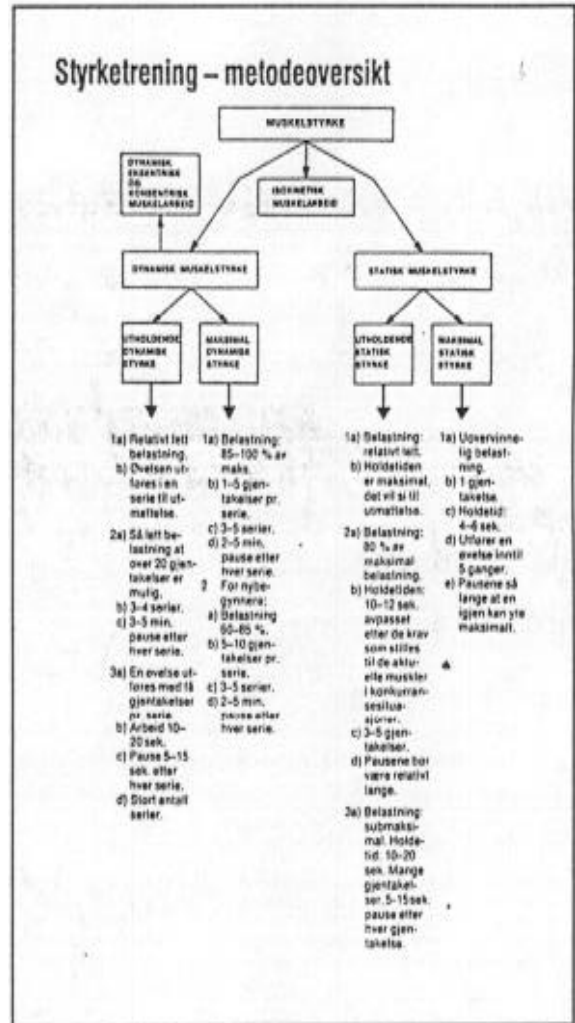 Styrketrening – metodeoversikt
MUSKELSTYRKE
DYNAMISK
EKSENTRISK
OG
KONSENTRISK
MUSKELARBEID
ISOKINETISK
MUSKELARBEID
DYNAMISK MUSKELSTYRKE
STATISK MUSKELSTYRKE
UTHOLDENDE
DYNAMISK
STYRKE
MAKSIMAL
DYNAMISK
STYRKE
UTHOLDENDE
STATISK
STYRKE
MAKSIMAL
STATISK
STYRKE
1a) Relativt lett
belastning.
b) Øvelsen ut-
føres i en
serie til ut-
mattelse.
2a) Så lett be-
lastning at
over 20 gjen-
takelser er
mulig.
b) 3–4 serier.
c) 3–5 min.
pause etter
hver serie.
3a) En øvelse ut-
føres med få
gjentakelser
pr. serie
b) Arbeid 10–
20 sek.
c) Pause 5–15
sek. etter
hver serie.
d) Stort antall
serier.
1a) Belastning:
85–100 % av
maks.
b) 1–5 gjen-
takelser pr.
serie.
c) 3–5 serier.
d) 2–5 min.
pause etter
hver serie.
2 For nybe-
gynnere:
a) Belastning
60–85 %.
b) 5–10 gjen-
takelser pr.
serie.
c) 3–5 serier.
d) 2–5 min.
pause etter
hver serie.
1a) Belastning:
relativt lett.
b) Holdetiden
er maksimal,
det vil si til
utmattelse.
2a) Belastning:
80 % av
maksimal
belastning.
b) Holdetiden:
10–12 sek.
avpasset
etter de krav
som stilles
til de aktu-
elle muskler
i konkurran-
sesitua-
sjoner.
c) 3–5 gjen-
takelser.
d) Pausene bør
være relativt
lange.
3a) Belastning:
submaksi-
mal. Holde-
tid: 10–20
sek. Mange
gjentakel-
ser. 5–15 sek.
pause etter
hver gjen-
takelse.
1a) Uovervinne-
lig belast-
ning.
b) 1 gjen-
takelse.
c) Holdetid:
4–6 sek.
d) Utfører en
øvelse inntil
5 ganger.
e) Pausene så
lange at en
igjen kan yte
maksimalt.